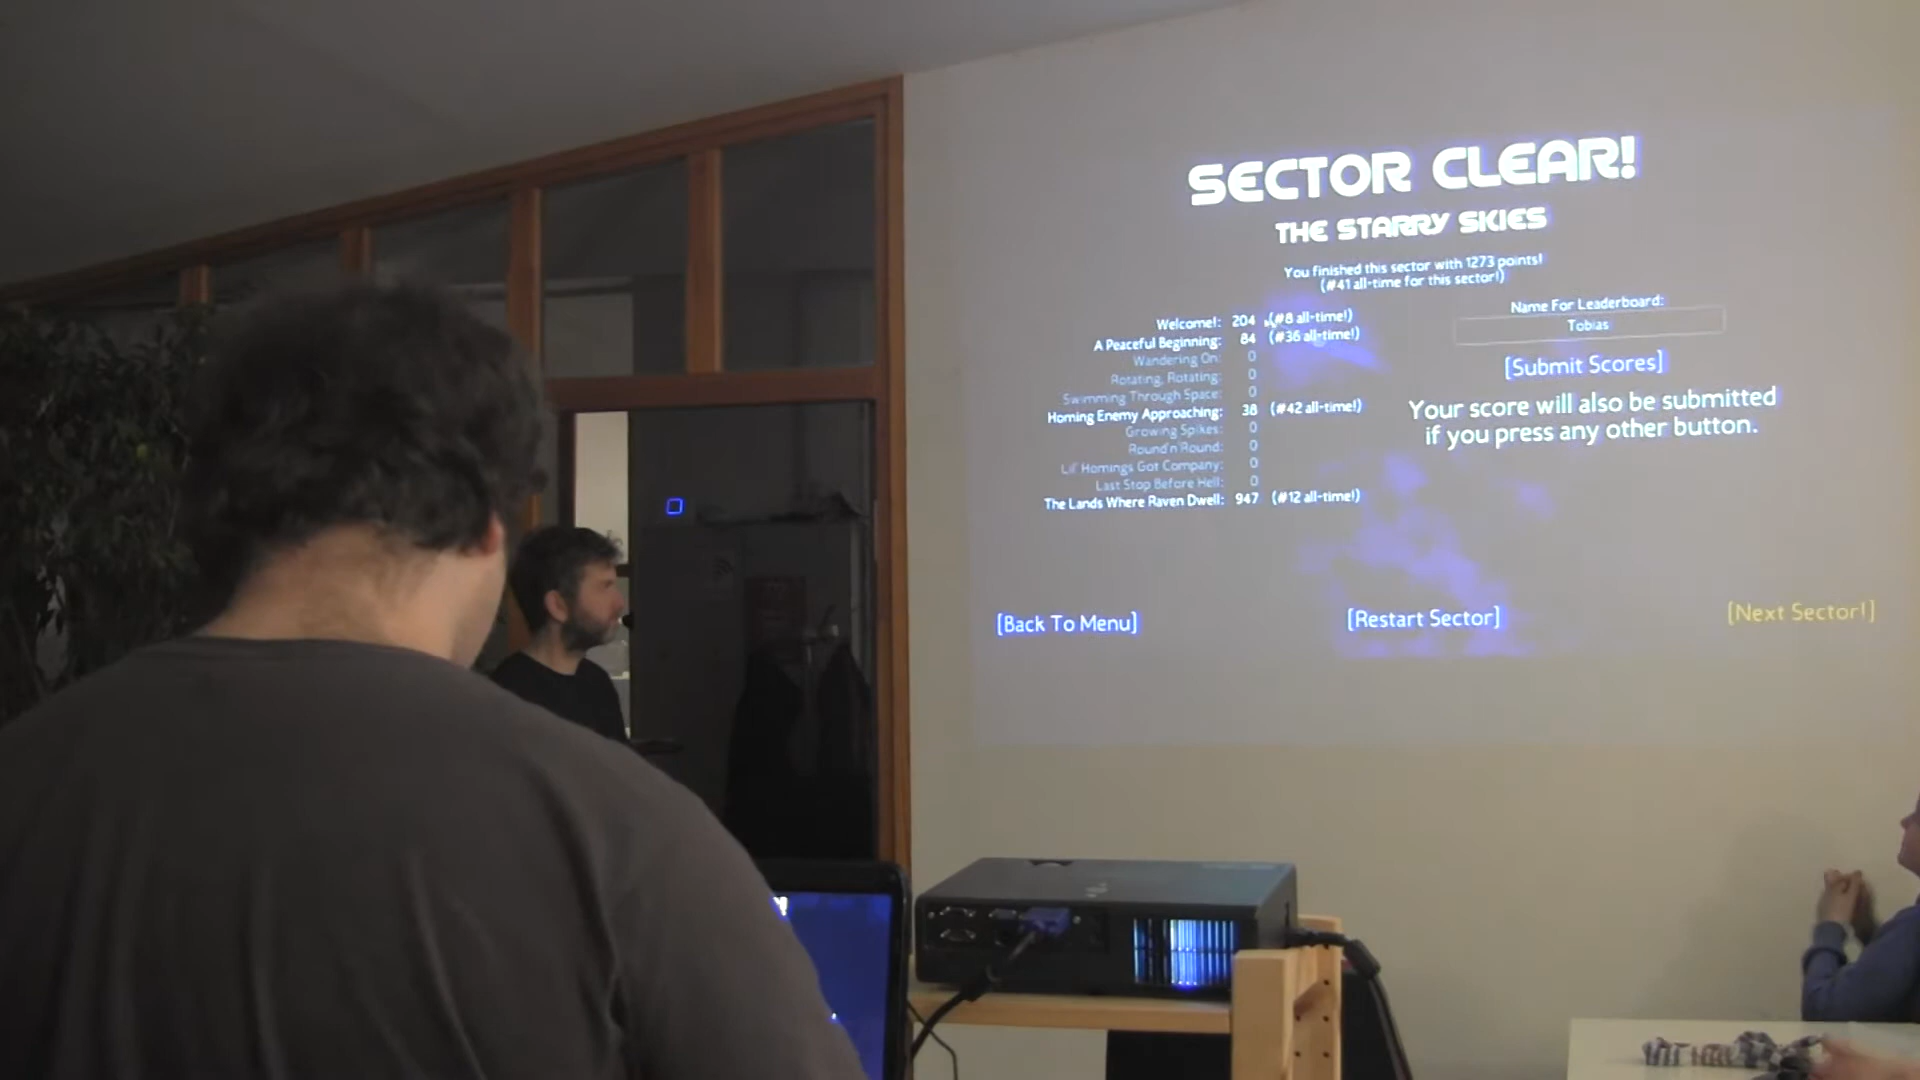 SECTOR CLEAR!
THE STARRY SKIES
You finished this sector with 1273 points!
(#41 all-time for this sector!)
Welcome!: 204 (#8 all-time!)
A Peaceful Beginning: 84 (#36 all-time!)
Wandering On: 0
Rotating, Rotating: 0
Swimming Through Space: 0
Homing Enemy Approaching: 38 (#42 all-time!)
Growing Spikes: 0
Round'n'Round: 0
Lil' Homings Got Company: 0
Last Stop Before Hell: 0
The Lands Where Raven Dwell: 947 (#12 all-time!)
Name For Leaderboard:
Tobias
[Submit Scores]
Your score will also be submitted
if you press any other button.
[Back To Menu]
[Restart Sector]
[Next Sector!]